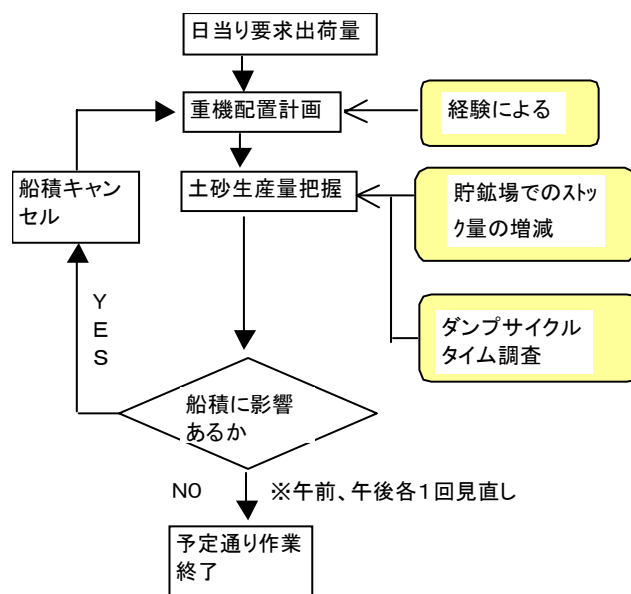 日当り要求出荷量
重機配置計画
経験による
船積キャン
セル
土砂生産量把握
貯鉱場でのストッ
ク量の増減
YES
ダンプサイクル
タイム調査
船積に影響
あるか
NO
※午前、午後各1回見直し
予定通り作業
終了